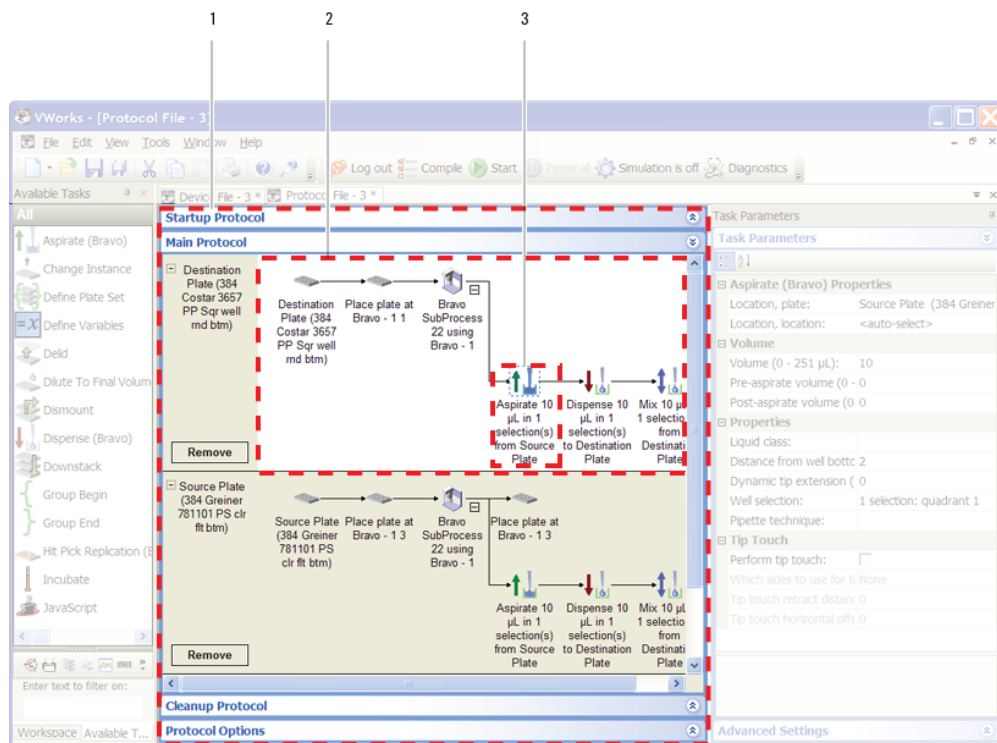 1
2
3
VWorks - [Protocol File - 3
File Edit View Tools Window Help
Log out Compile Start Pause all Simulation is off Diagnostics
Available Tasks
Device File - 3 * Protocol File - 3 *
Task Parameters
All
Aspirate (Bravo)
Change Instance
Define Plate Set
=X Define Variables
Delid
Dilute To Final Volum
Dismount
Dispense (Bravo)
Downstack
Group Begin
Group End
Hit Pick Replication (B
Incubate
JavaScript
Enter text to filter on:
Workspace Available T...
Startup Protocol
Main Protocol
Destination
Plate (384
Costar 3657
PP Sqr well
rnd btm)
Remove
Destination
Plate (384
Costar 3657
PP Sqr well
rnd btm)
Place plate at
Bravo - 1 1
Bravo
SubProcess
22 using
Bravo - 1
Aspirate 10
µL in 1
selection(s)
from Source
Plate
Dispense 10
µL in 1
selection(s)
to Destination
Plate
Mix 10 µL
1 selectio
from
Destinati
Plate
Source Plate
(384 Greiner
781101 PS clr
flt btm)
Remove
Source Plate
(384 Greiner
781101 PS
clr flt btm)
Place plate at
Bravo - 1 3
Bravo
SubProcess
22 using
Bravo - 1
Place plate at
Bravo - 1 3
Aspirate 10
µL in 1
selection(s)
from Source
Plate
Dispense 10
µL in 1
selection(s)
to Destination
Plate
Mix 10 µL
1 selectio
from
Destinati
Plate
Cleanup Protocol
Protocol Options
Task Parameters
Aspirate (Bravo) Properties
Location, plate: Source Plate (384 Greiner
Location, location: <auto-select>
Volume
Volume (0 - 251 µL): 10
Pre-aspirate volume (0 - 0
Post-aspirate volume (0 0
Properties
Liquid class:
Distance from well botto 2
Dynamic tip extension ( 0
Well selection: 1 selection: quadrant 1
Pipette technique:
Tip Touch
Perform tip touch:
Which sides to use for ti None
Tip touch retract distanc 0
Tip touch horizontal offs 0
Advanced Settings